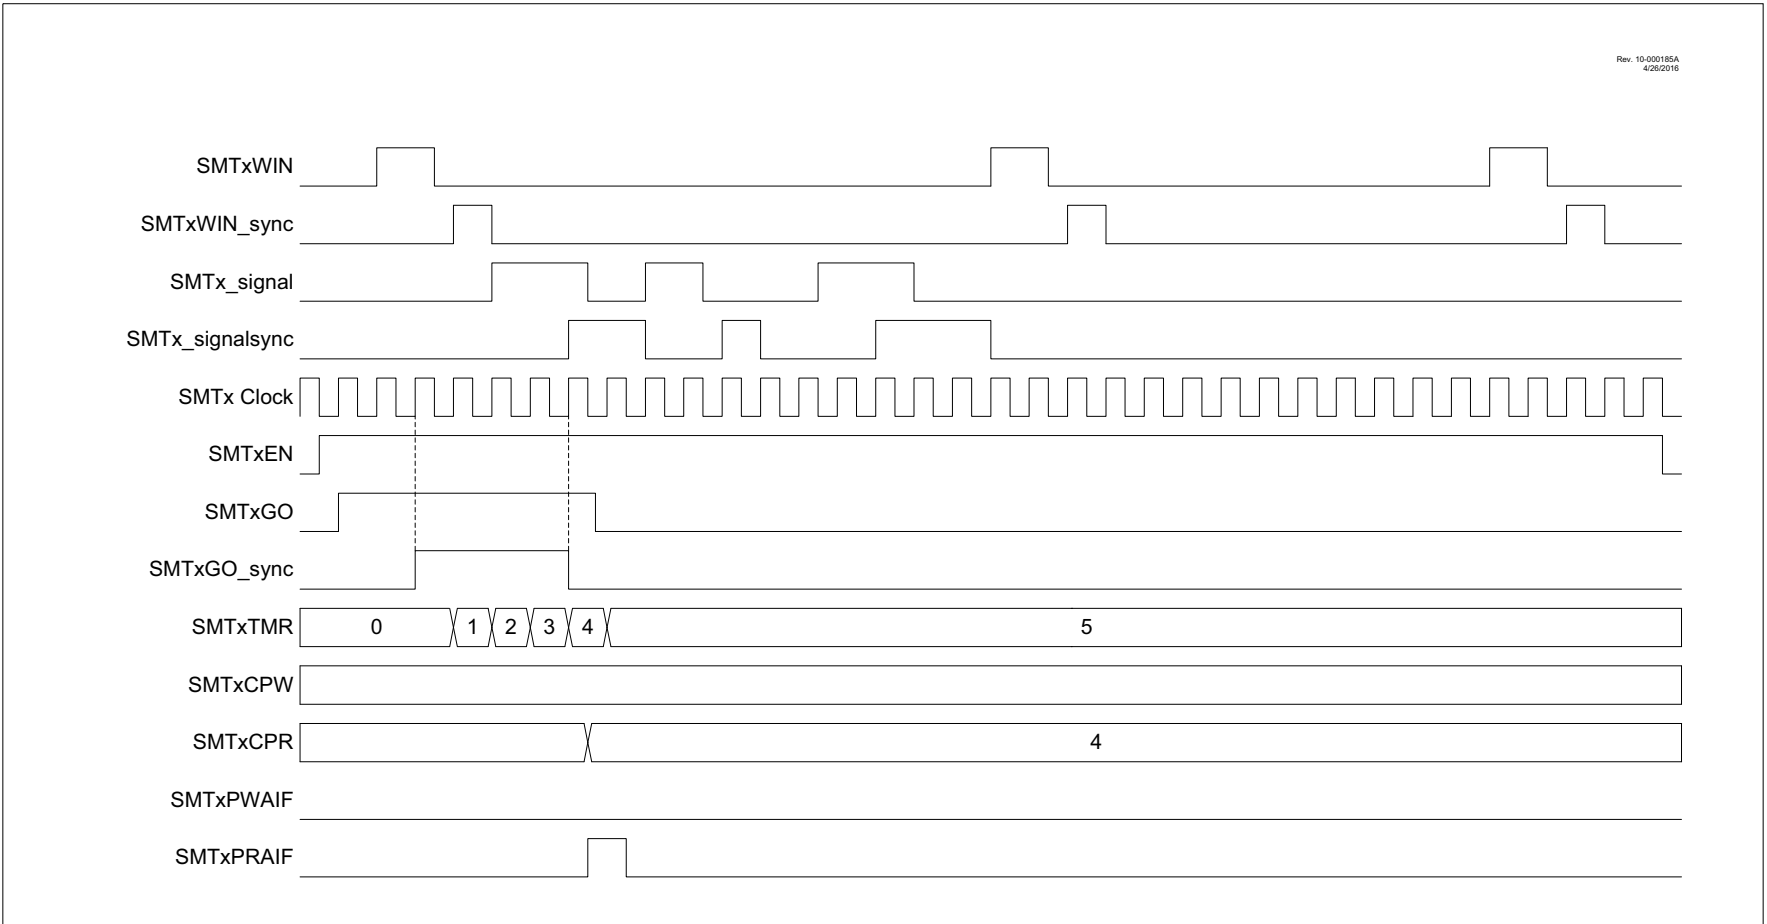 Rev. 10-000185A
4/26/2016
SMTxWIN
SMTxWIN_sync
SMTx_signal
SMTx_signalsync
SMTx Clock
SMTxEN
SMTxGO
SMTxGO_sync
SMTxTMR 0 1 2 3 4 5
SMTxCPW
SMTxCPR 4
SMTxPWAIF
SMTxPRAIF